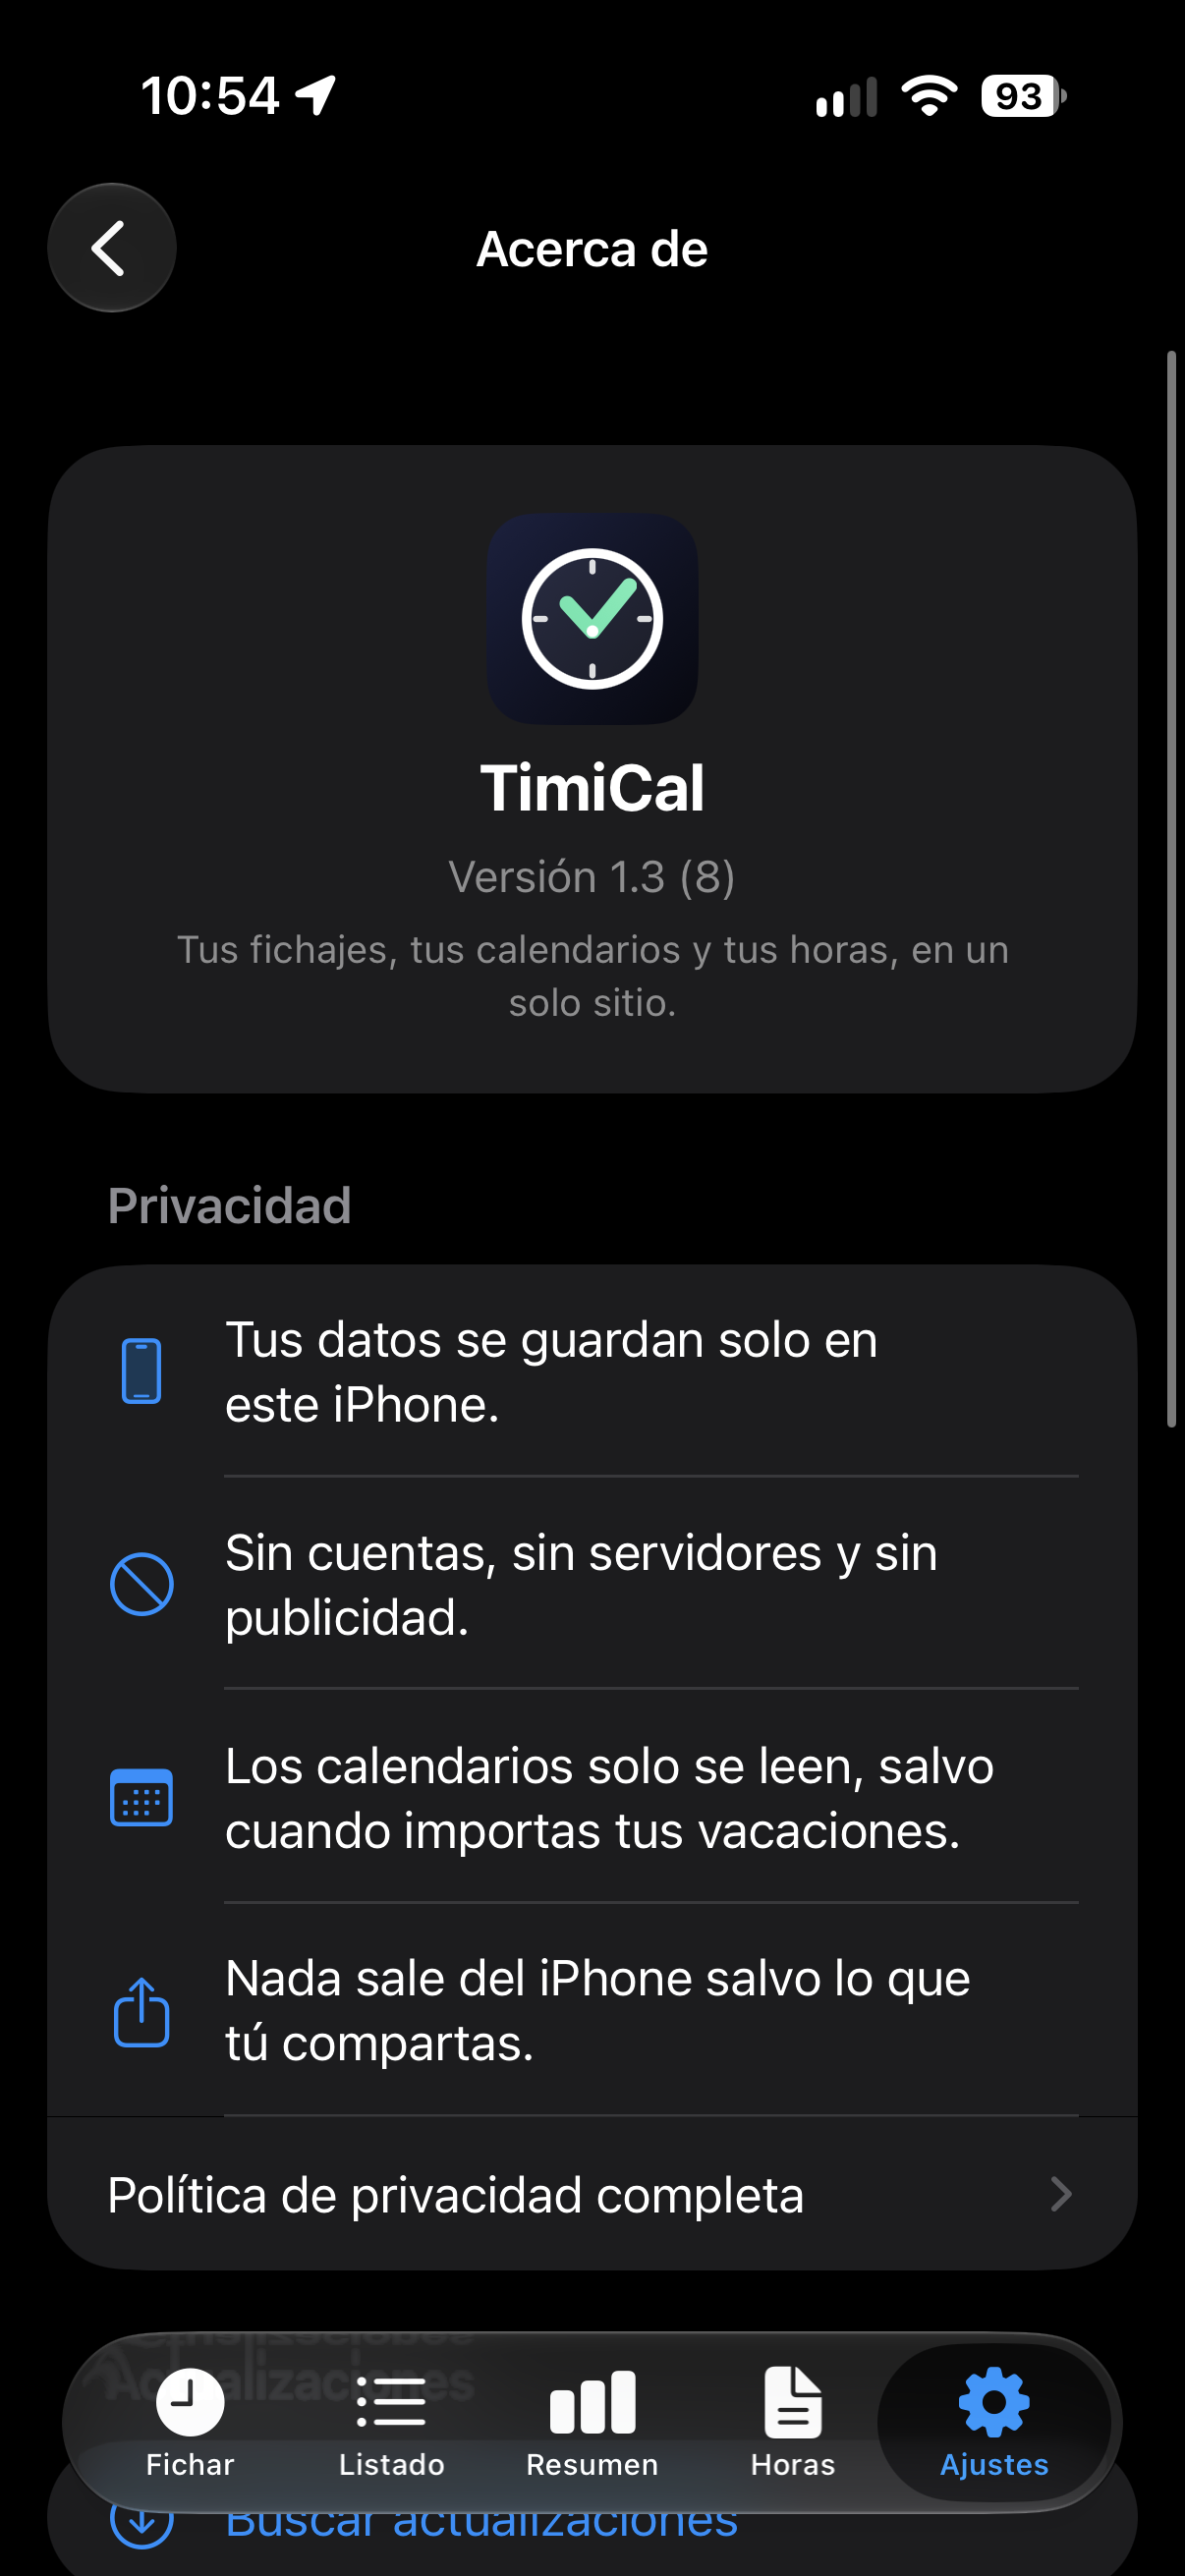 10:54
93
Acerca de
TimiCal
Versión 1.3 (8)
Tus fichajes, tus calendarios y tus horas, en un
solo sitio.
Privacidad
Tus datos se guardan solo en
este iPhone.
Sin cuentas, sin servidores y sin
publicidad.
Los calendarios solo se leen, salvo
cuando importas tus vacaciones.
Nada sale del iPhone salvo lo que
tú compartas.
Política de privacidad completa
Actualizaciones
Fichar
Listado
Resumen
Horas
Ajustes
Buscar actualizaciones